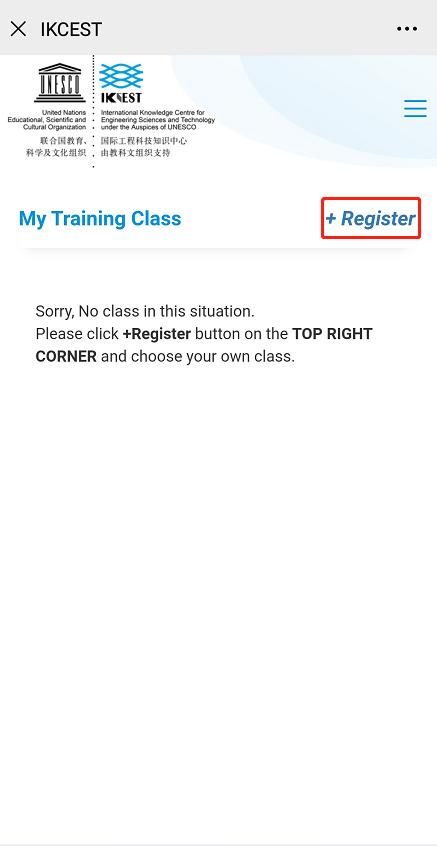 IKCEST
UNESCO
IKCEST
United Nations
Educational, Scientific and
Cultural Organization
International Knowledge Centre for
Engineering Sciences and Technology
under the Auspices of UNESCO
联合国教育、
科学及文化组织
国际工程科技知识中心
由教科文组织支持
My Training Class
+ Register
Sorry, No class in this situation.
Please click +Register button on the TOP RIGHT
CORNER and choose your own class.